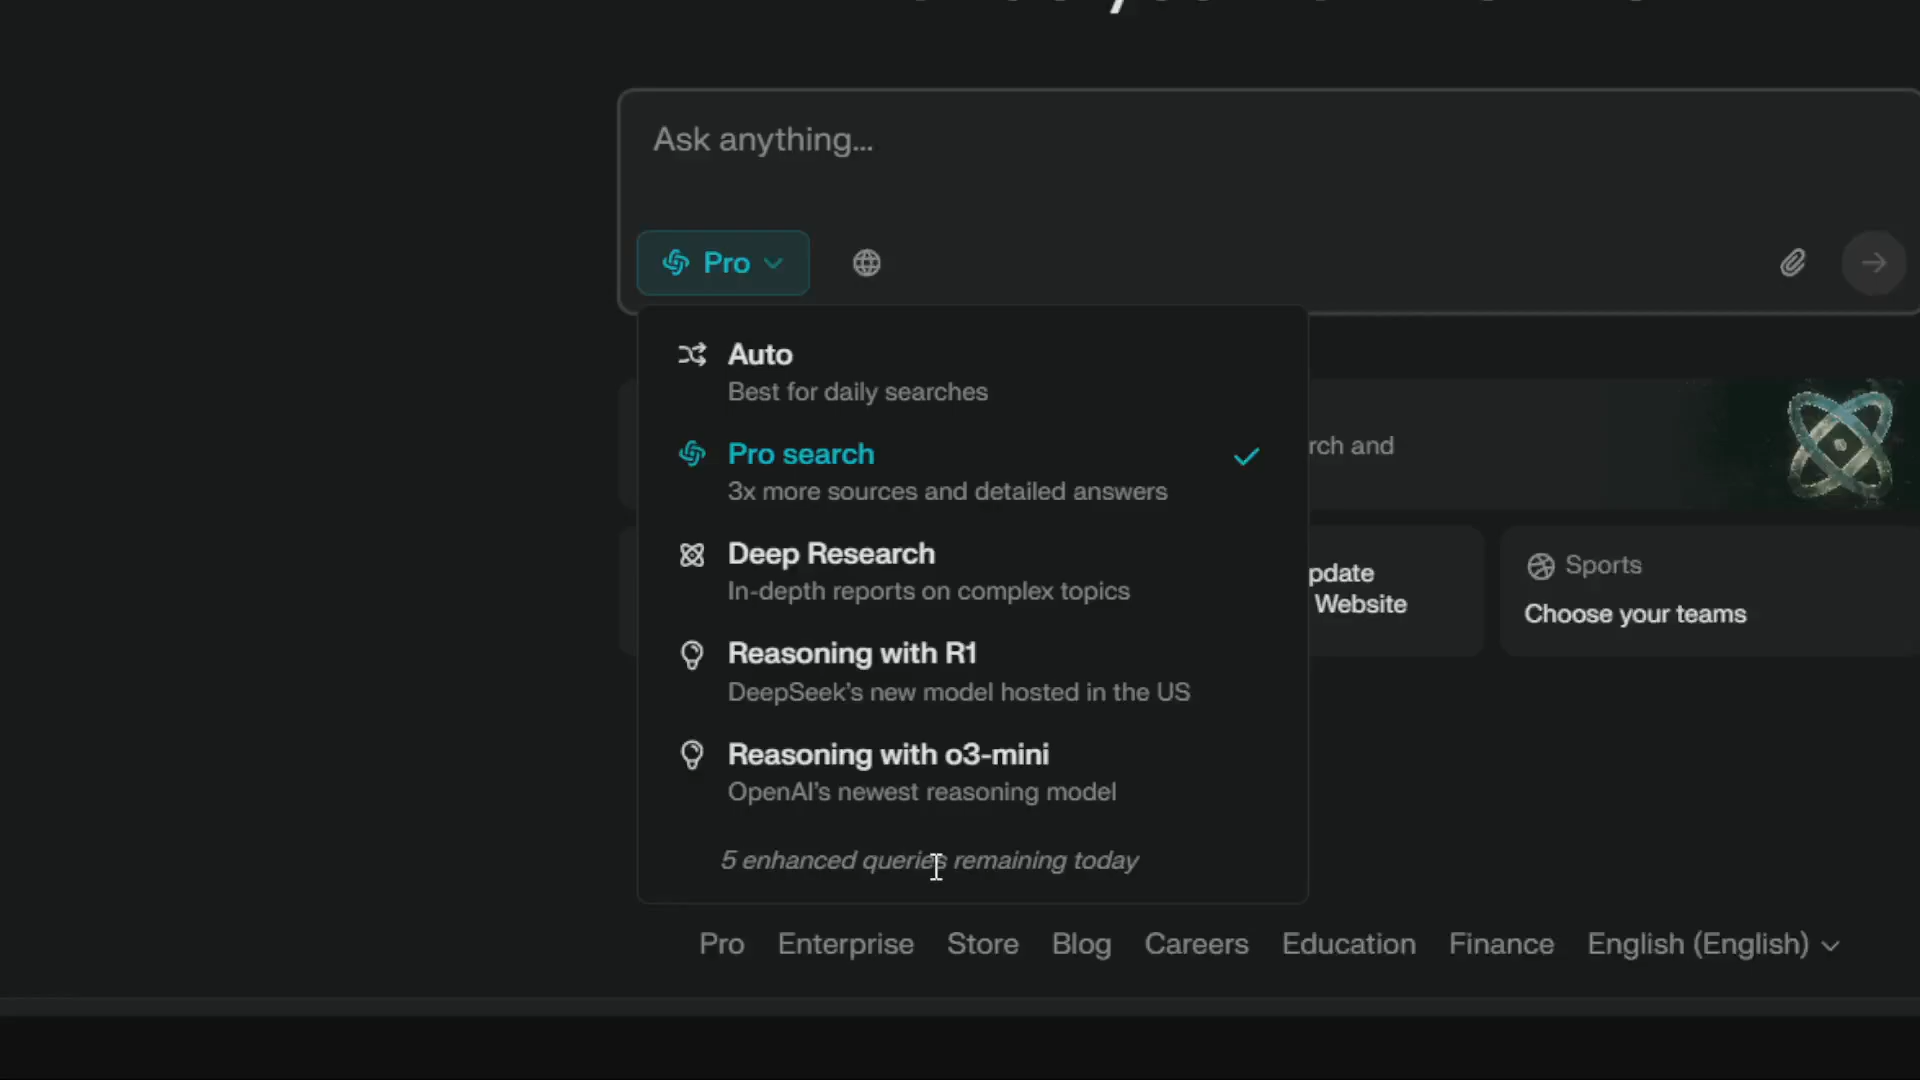 Ask anything...
Pro
Auto
Best for daily searches
Pro search
3x more sources and detailed answers
rch and
Deep Research
In-depth reports on complex topics
pdate
Website
Sports
Choose your teams
Reasoning with R1
DeepSeek's new model hosted in the US
Reasoning with o3-mini
OpenAI's newest reasoning model
5 enhanced queries remaining today
Pro Enterprise Store Blog Careers Education Finance English (English)